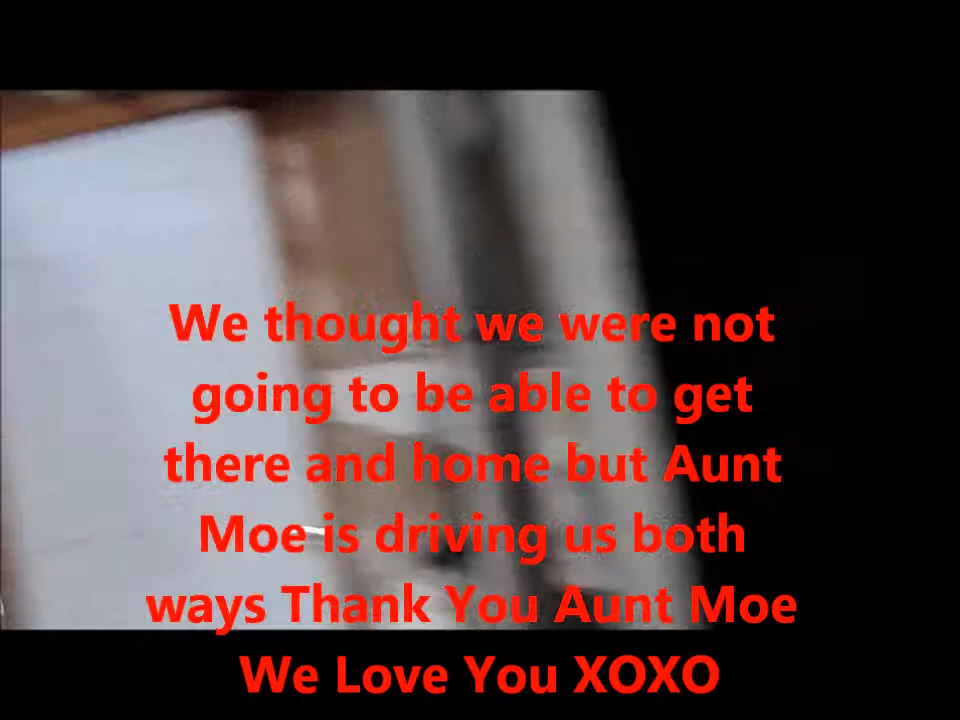 We thought we were not
going to be able to get
there and home but Aunt
Moe is driving us both
ways Thank You Aunt Moe
We Love You XOXO